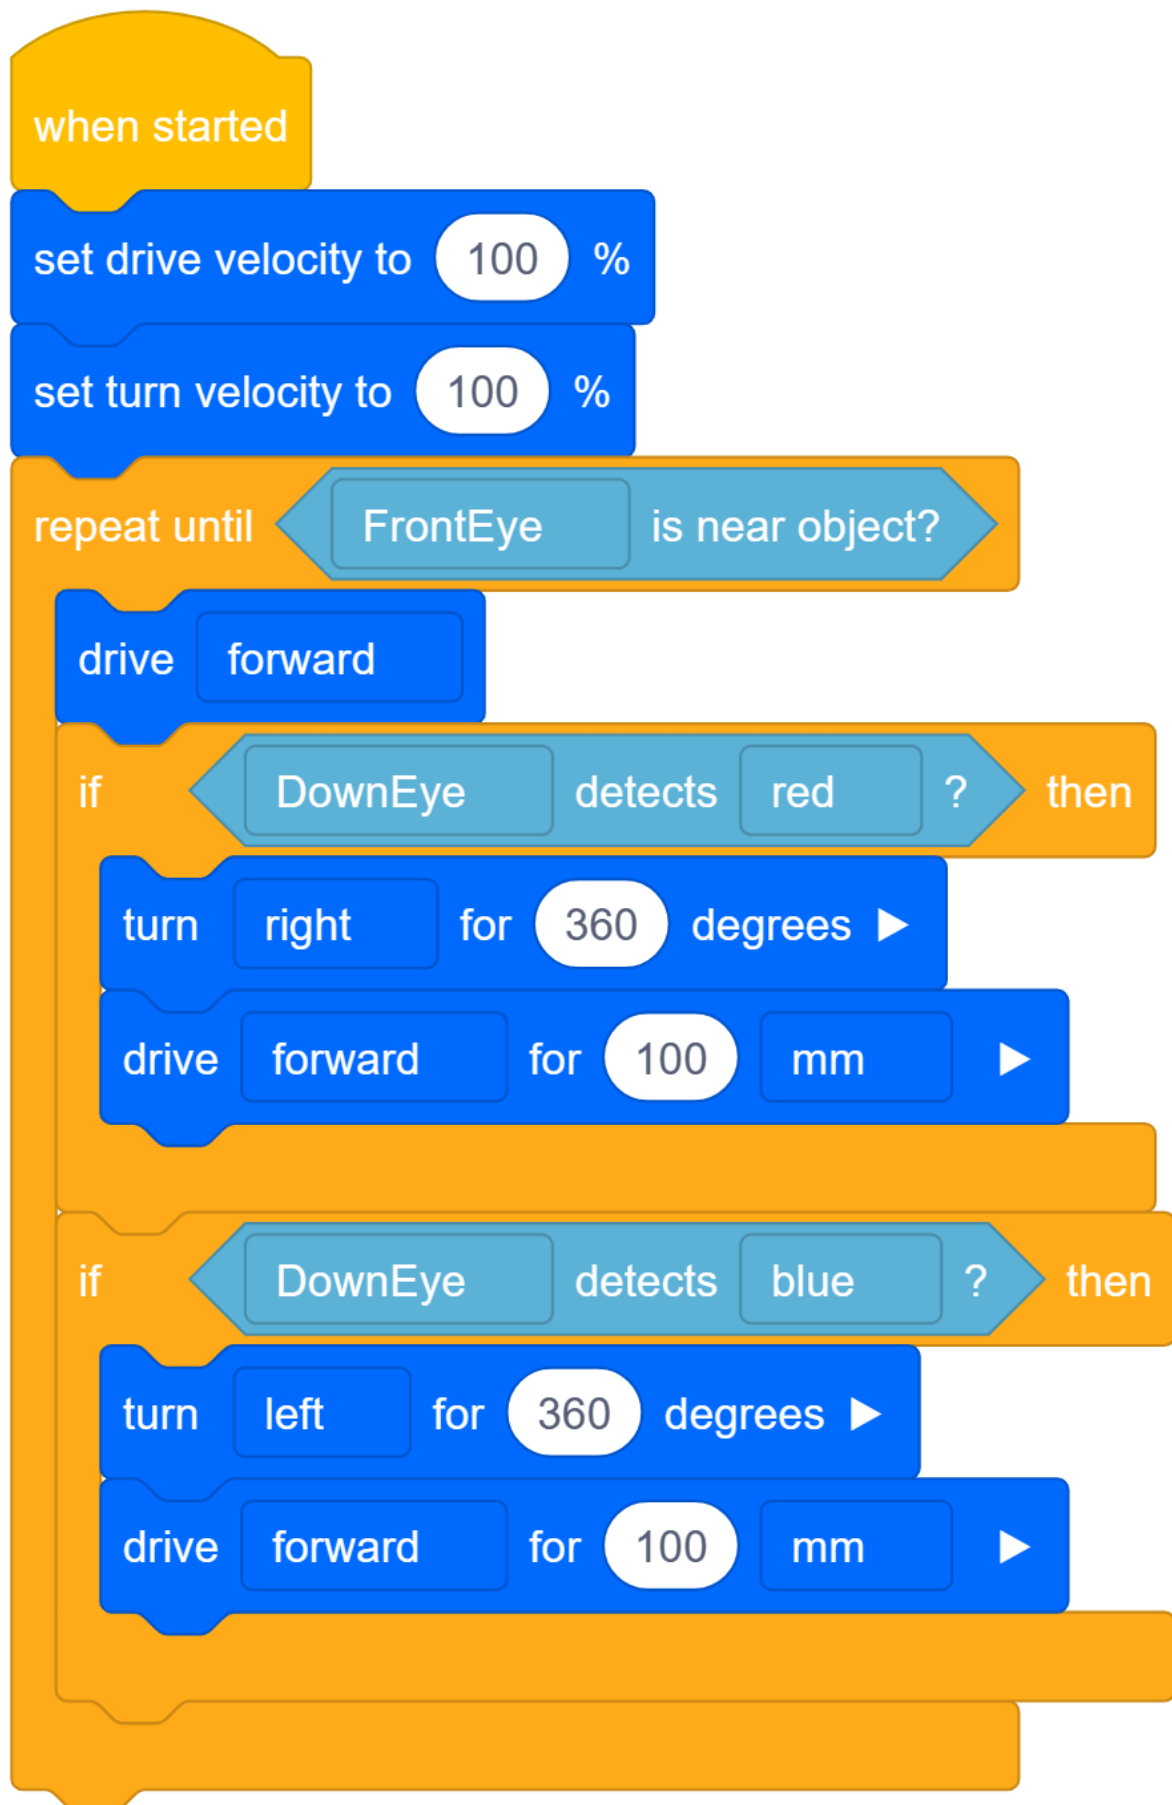 when started
set drive velocity to 100 %
set turn velocity to 100 %
repeat until FrontEye is near object?
drive forward
if DownEye detects red ? then
turn right for 360 degrees
drive forward for 100 mm
if DownEye detects blue ? then
turn left for 360 degrees
drive forward for 100 mm